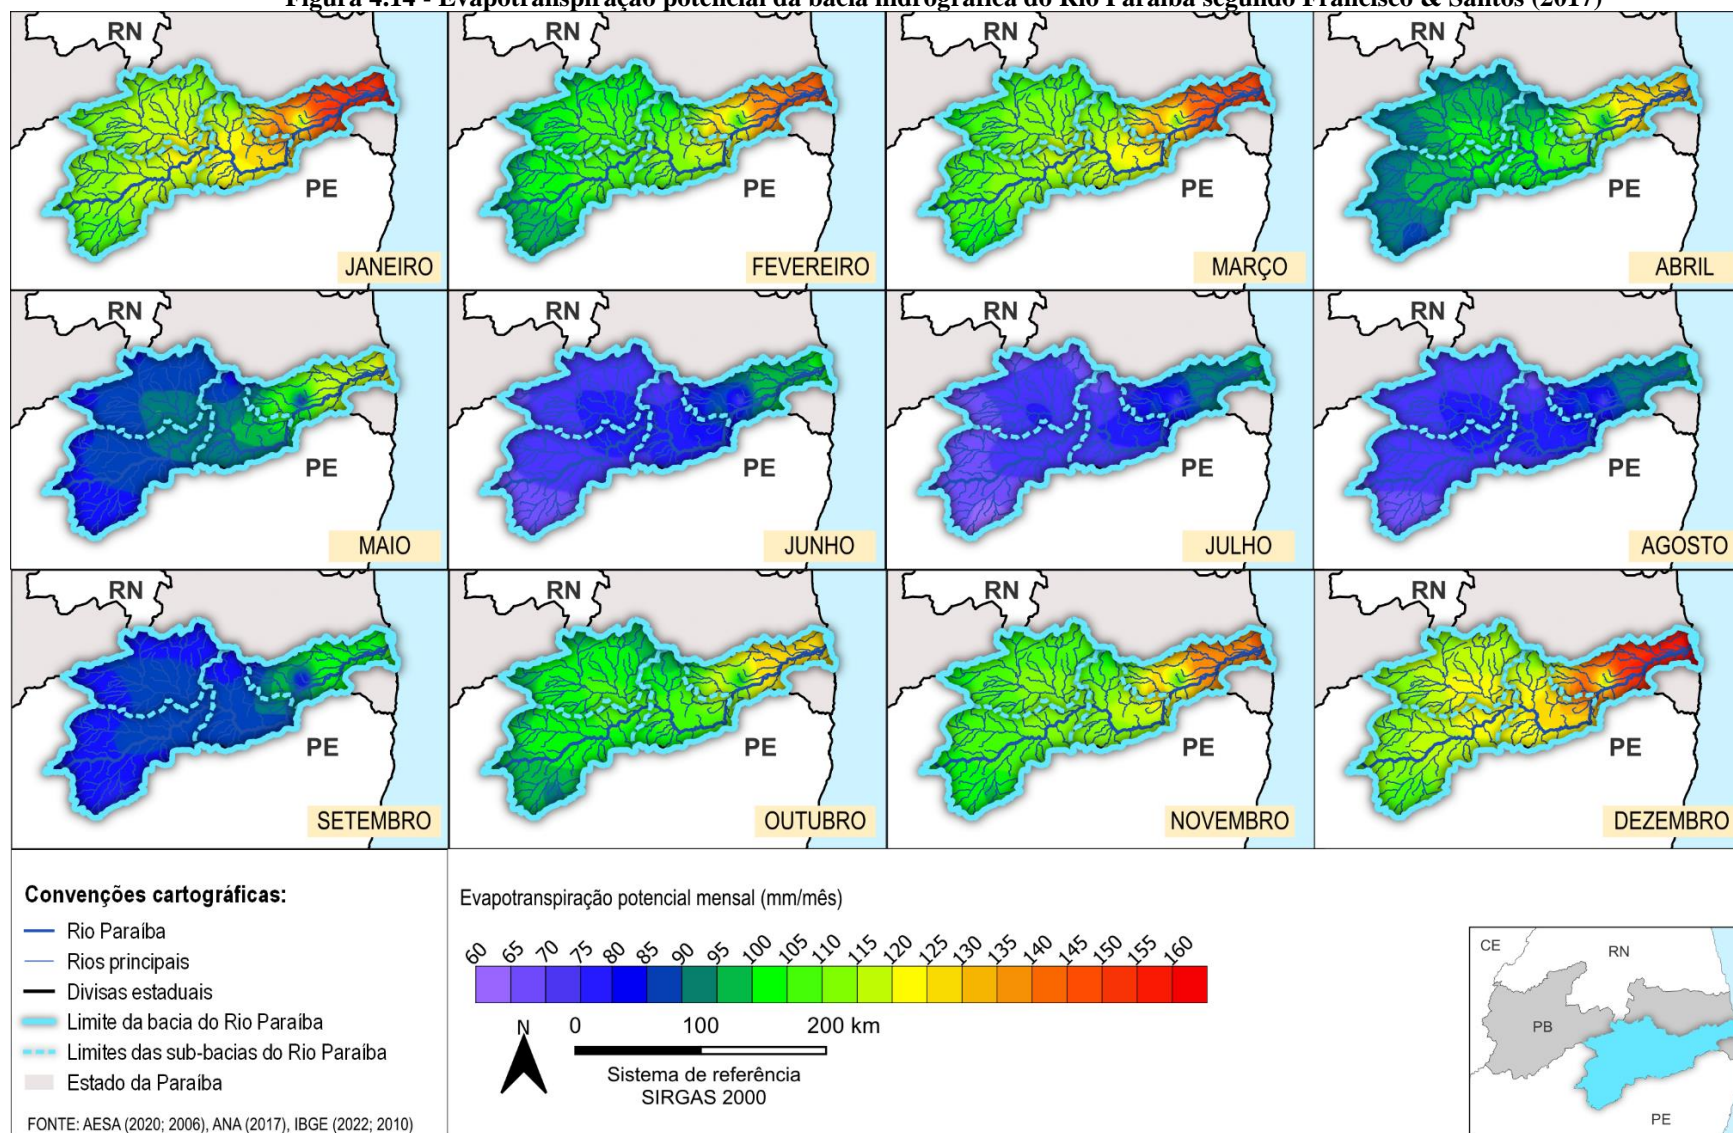 Figura 4.14 - Evapotranspiração potencial da bacia hidrográfica do Rio Paraíba segundo Francisco & Santos (2017)
RN
PE
JANEIRO
RN
PE
FEVEREIRO
RN
PE
MARÇO
RN
PE
ABRIL
RN
PE
MAIO
RN
PE
JUNHO
RN
PE
JULHO
RN
PE
AGOSTO
RN
PE
SETEMBRO
RN
PE
OUTUBRO
RN
PE
NOVEMBRO
RN
PE
DEZEMBRO
Convenções cartográficas:
Rio Paraíba
Rios principais
Divisas estaduais
Limite da bacia do Rio Paraíba
Limites das sub-bacias do Rio Paraíba
Estado da Paraíba
FONTE: AESA (2020; 2006), ANA (2017), IBGE (2022; 2010)
Evapotranspiração potencial mensal (mm/mês)
60 65 70 75 80 85 90 95 100 105 110 115 120 125 130 135 140 145 150 155 160
N
0 100 200 km
Sistema de referência
SIRGAS 2000
CE
RN
PB
PE